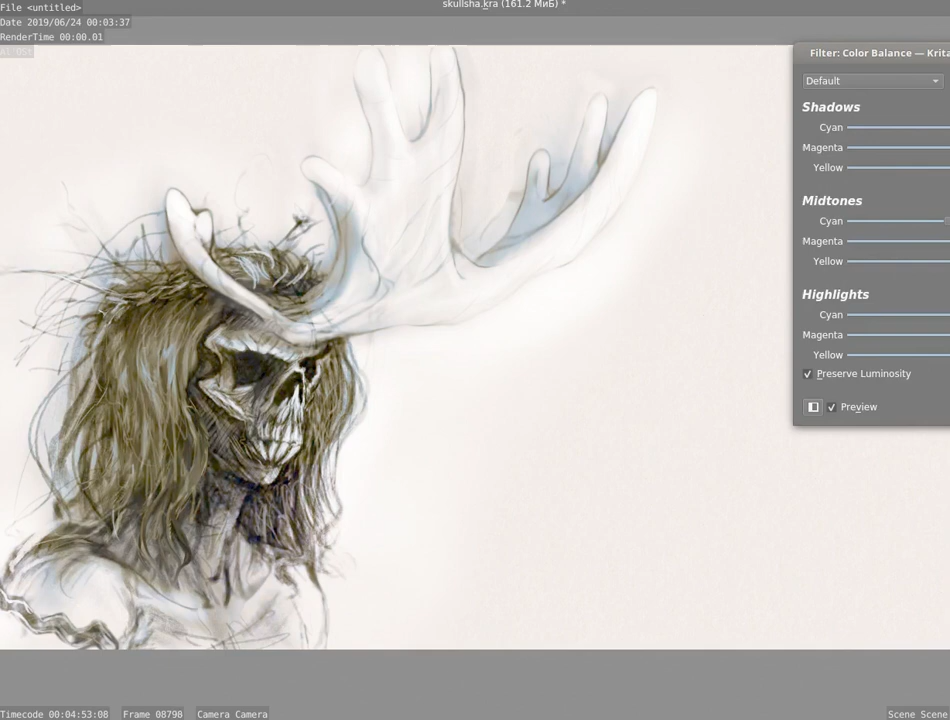 skullsha.kra (161.2 МиБ) *
File <untitled>
Date 2019/06/24 00:03:37
RenderTime 00:00.01
Filter: Color Balance — Krita
Default
Shadows
Cyan
Magenta
Yellow
Midtones
Cyan
Magenta
Yellow
Highlights
Cyan
Magenta
Yellow
Preserve Luminosity
Preview
Timecode 00:04:53:08 Frame 08798 Camera Camera Scene Scene